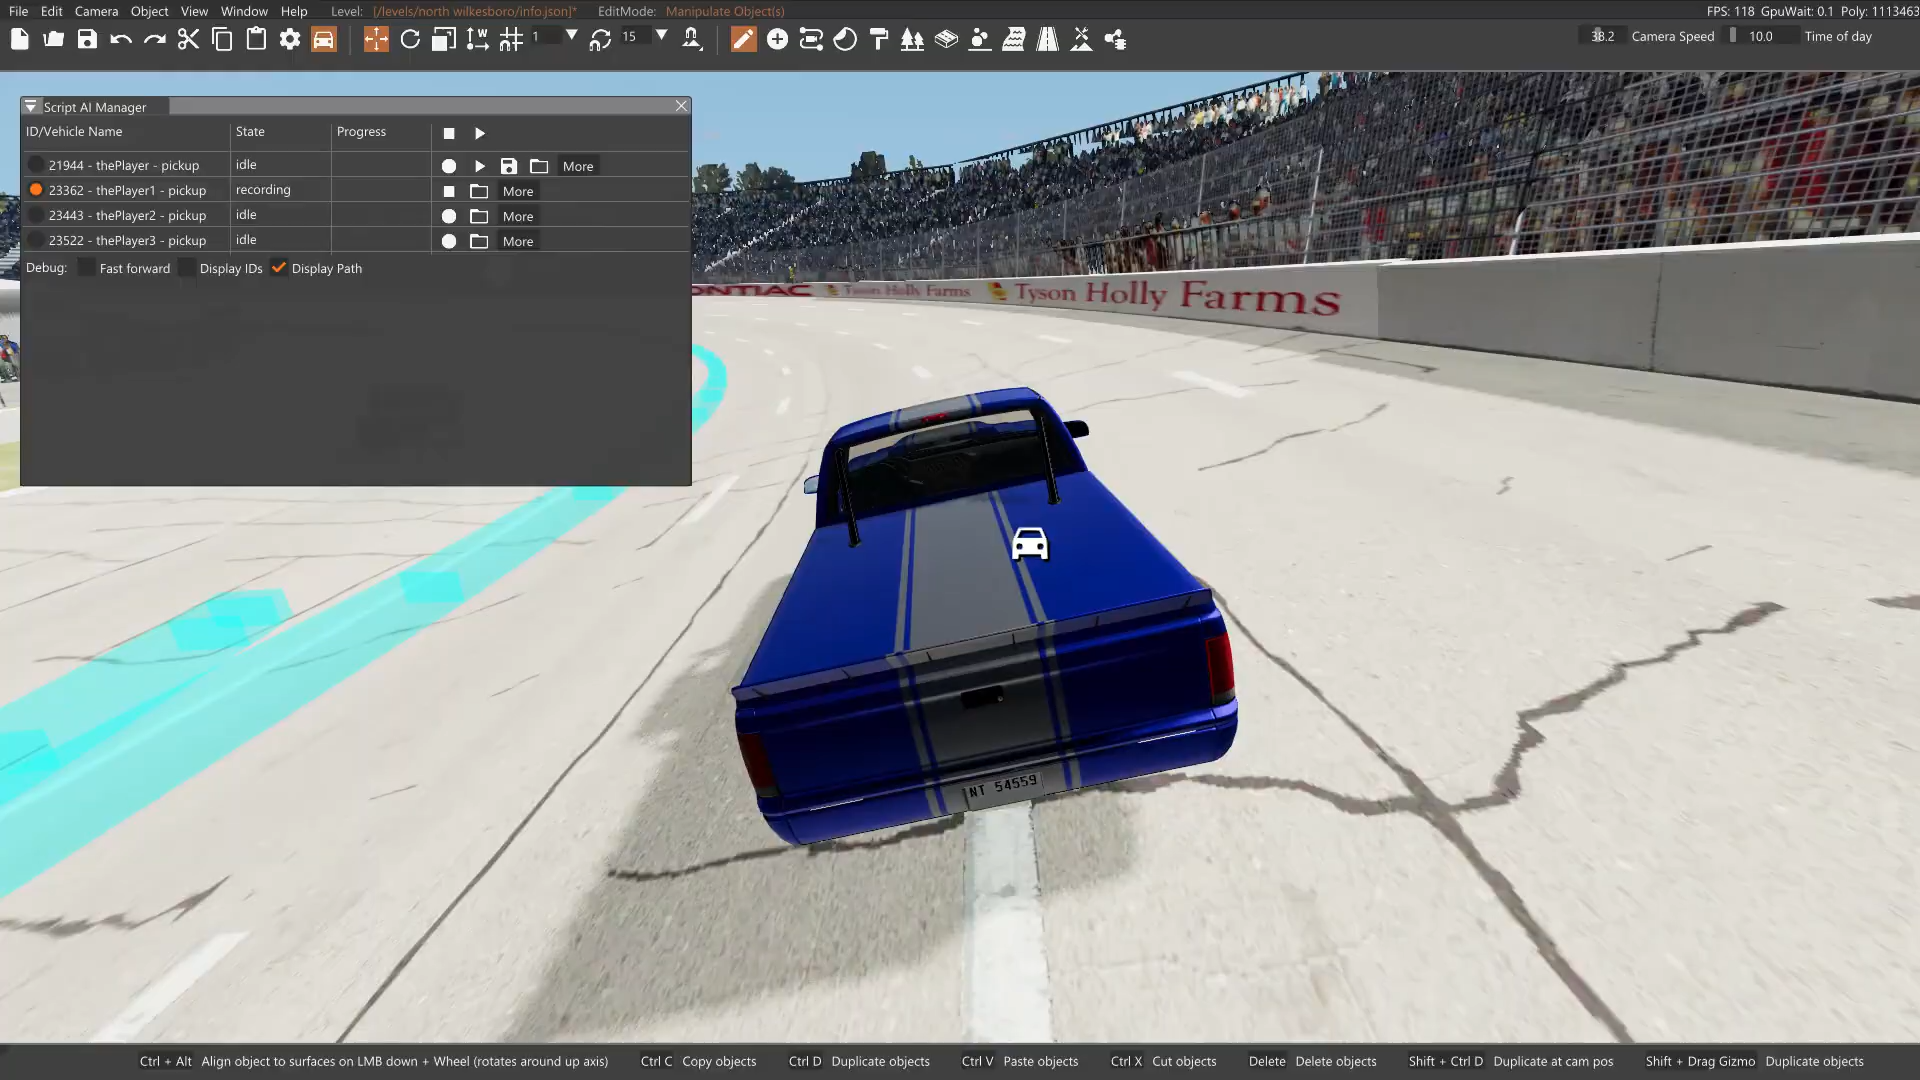 File Edit Camera Object View Window Help Level: [/levels/north wilkesboro/info.json]* EditMode: Manipulate Object(s) FPS: 118 GpuWait: 0.1 Poly: 1113463
1 15 38.2 Camera Speed 10.0 Time of day
Script AI Manager
ID/Vehicle Name State Progress
21944 - thePlayer - pickup idle More
23362 - thePlayer1 - pickup recording More
23443 - thePlayer2 - pickup idle More
23522 - thePlayer3 - pickup idle More
Debug: Fast forward Display IDs Display Path
ONTIAC Tyson Holly Farms Tyson Holly Farms
NT 54559
Ctrl + Alt Align object to surfaces on LMB down + Wheel (rotates around up axis) Ctrl C Copy objects Ctrl D Duplicate objects Ctrl V Paste objects Ctrl X Cut objects Delete Delete objects Shift + Ctrl D Duplicate at cam pos Shift + Drag Gizmo Duplicate objects